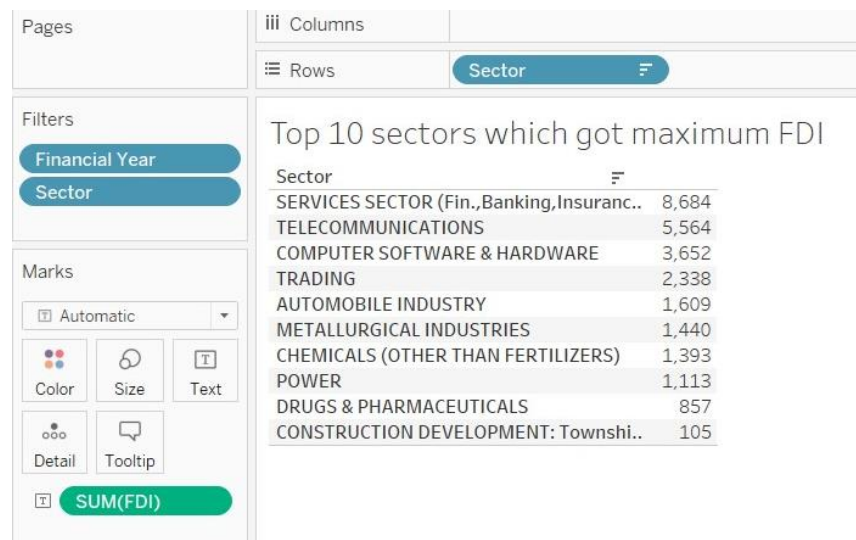 Pages
iii Columns
Rows Sector
Filters
Financial Year
Sector
Marks
Automatic
Color Size Text
Detail Tooltip
SUM(FDI)
Top 10 sectors which got maximum FDI
Sector
SERVICES SECTOR (Fin.,Banking,Insuranc.. 8,684
TELECOMMUNICATIONS 5,564
COMPUTER SOFTWARE & HARDWARE 3,652
TRADING 2,338
AUTOMOBILE INDUSTRY 1,609
METALLURGICAL INDUSTRIES 1,440
CHEMICALS (OTHER THAN FERTILIZERS) 1,393
POWER 1,113
DRUGS & PHARMACEUTICALS 857
CONSTRUCTION DEVELOPMENT: Townshi.. 105